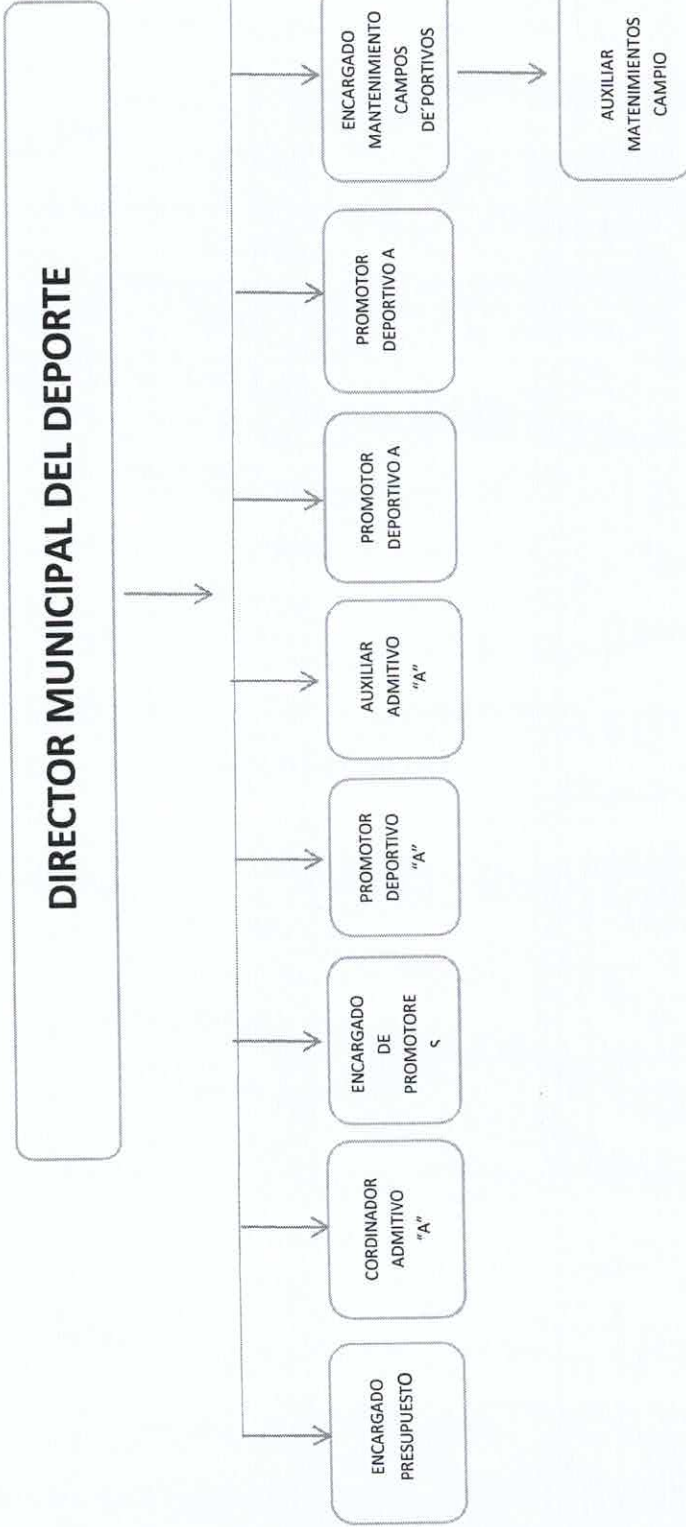 DIRECTOR MUNICIPAL DEL DEPORTE
ENCARGADO
PRESUPUESTO
CORDINADOR
ADMITIVO
"A"
ENCARGADO
DE
PROMOTORE
PROMOTOR
DEPORTIVO
"A"
AUXILIAR
ADMITIVO
"A"
PROMOTOR
DEPORTIVO A
PROMOTOR
DEPORTIVO A
ENCARGADO
MANTENIMIENTO
CAMPOS
DE'PORTIVOS
AUXILIAR
MATENIMIENTOS
CAMPIO